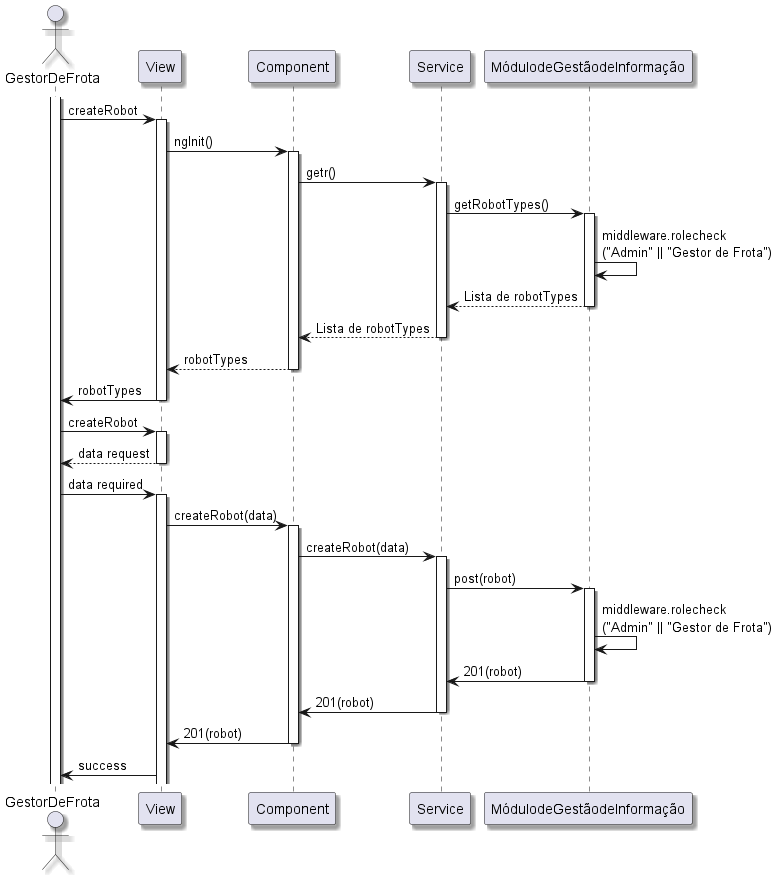 GestorDeFrota
View
Component
Service
MódulodeGestãodeInformação
createRobot
ngInit()
getr()
getRobotTypes()
middleware.rolecheck
("Admin" || "Gestor de Frota")
Lista de robotTypes
Lista de robotTypes
robotTypes
robotTypes
createRobot
data request
data required
createRobot(data)
createRobot(data)
post(robot)
middleware.rolecheck
("Admin" || "Gestor de Frota")
201(robot)
201(robot)
201(robot)
success
GestorDeFrota
View
Component
Service
MódulodeGestãodeInformação